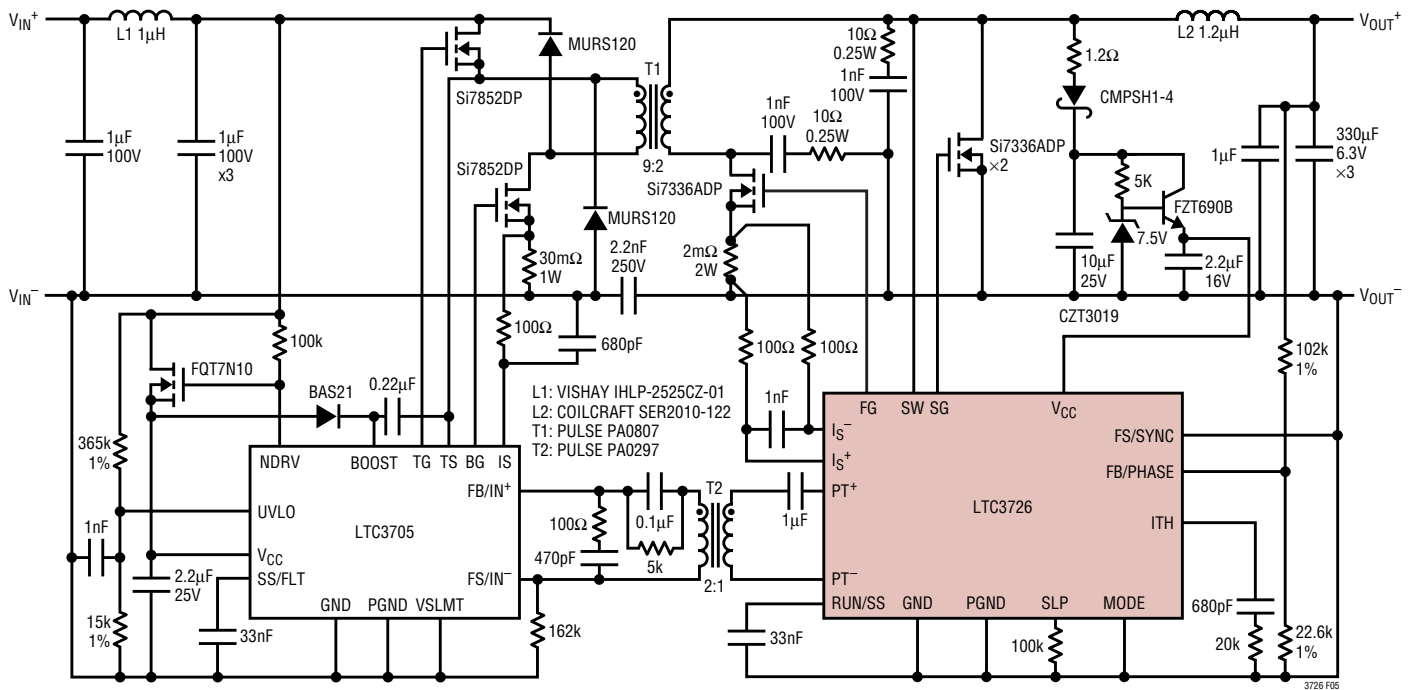 VIN+
L1 1µH
1µF
100V
1µF
100V
x3
Si7852DP
MURS120
Si7852DP
MURS120
30mΩ
1W
2.2nF
250V
T1
9:2
1nF
100V
10Ω
0.25W
10Ω
0.25W
1nF
100V
Si7336ADP
2mΩ
2W
Si7336ADP
×2
L2 1.2µH
VOUT+
1.2Ω
CMPSH1-4
5K
FZT690B
7.5V
10µF
25V
2.2µF
16V
1µF
330µF
6.3V
×3
VIN–
VOUT–
CZT3019
100k
FQT7N10
BAS21
0.22µF
100Ω
680pF
L1: VISHAY IHLP-2525CZ-01
L2: COILCRAFT SER2010-122
T1: PULSE PA0807
T2: PULSE PA0297
100Ω
100Ω
1nF
102k
1%
365k
1%
1nF
15k
1%
2.2µF
25V
33nF
NDRV
BOOST
TG
TS
BG
IS
UVLO
LTC3705
VCC
SS/FLT
GND
PGND
VSLMT
FB/IN+
FS/IN–
162k
100Ω
470pF
0.1µF
5k
T2
2:1
1µF
33nF
FG
SW
SG
VCC
IS–
IS+
PT+
PT–
RUN/SS
LTC3726
FS/SYNC
FB/PHASE
ITH
GND
PGND
SLP
MODE
100k
680pF
20k
22.6k
1%
3726 F05